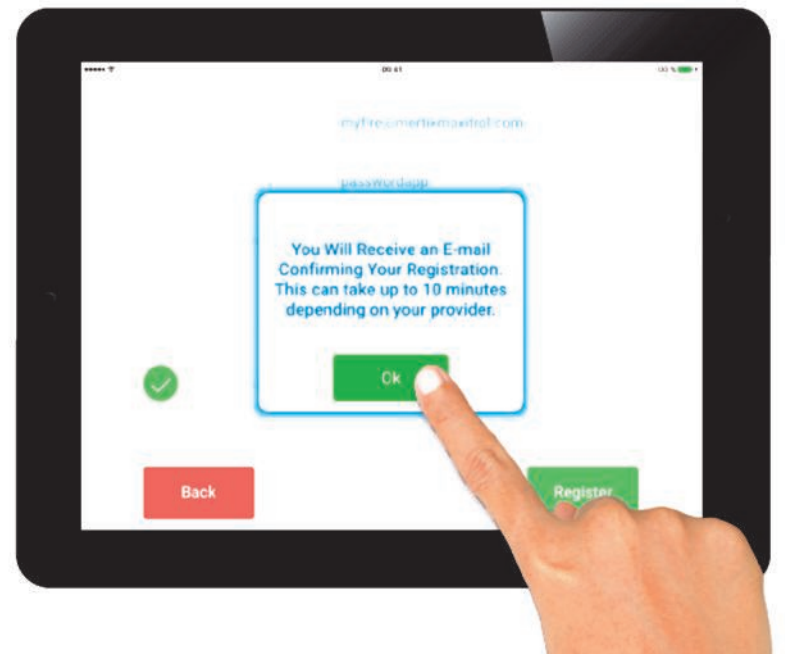 passwordapp
You Will Receive an E-mail
Confirming Your Registration.
This can take up to 10 minutes
depending on your provider.
Ok
Back
Register